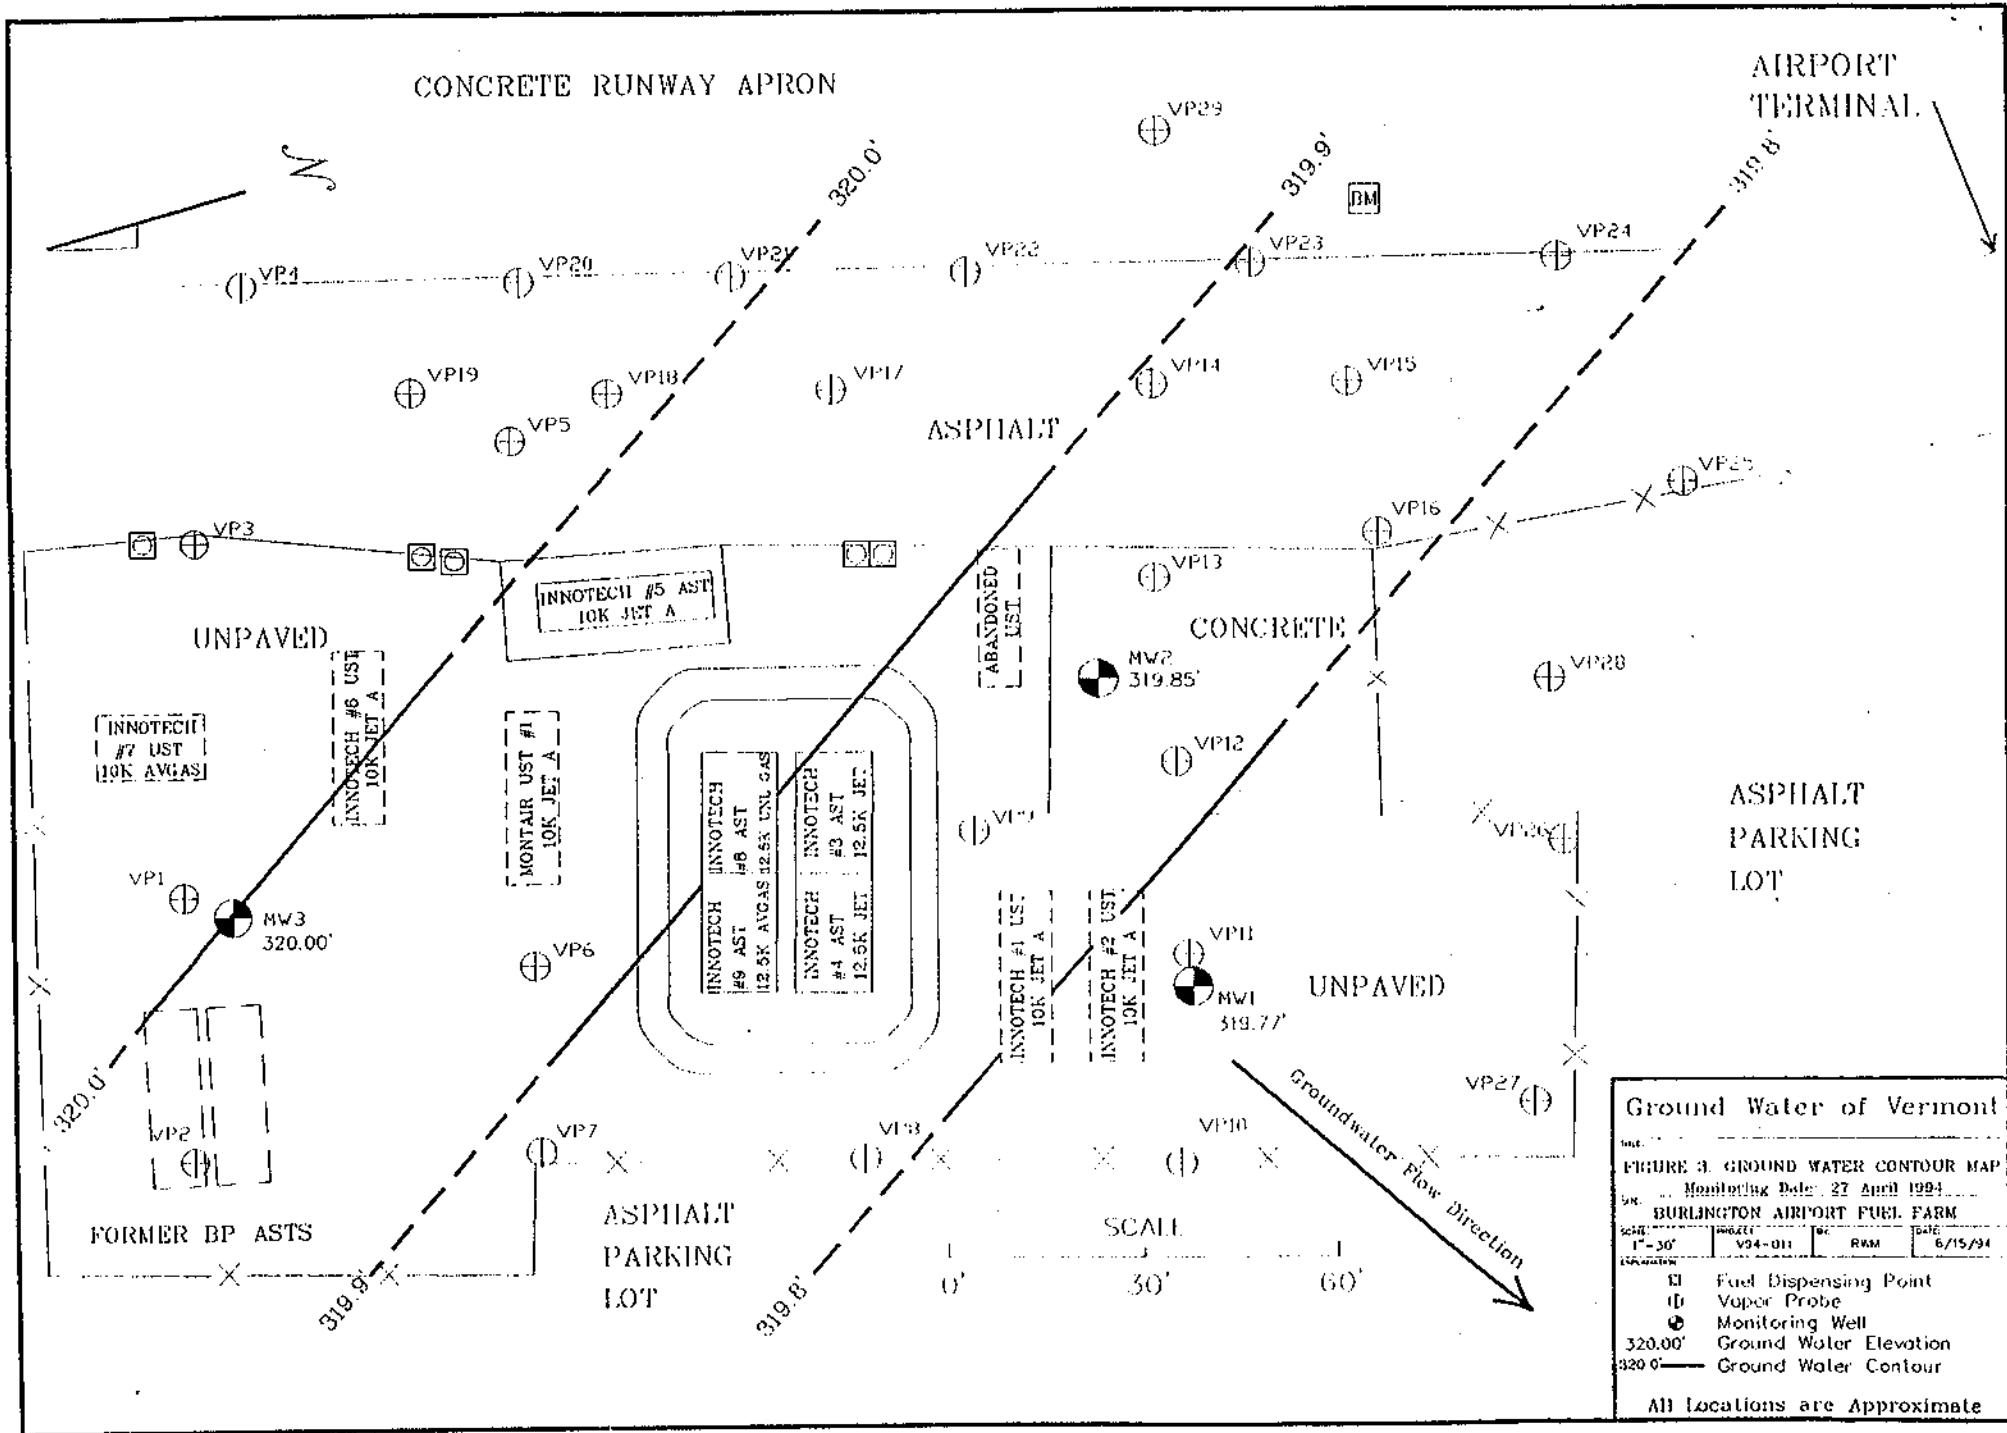 CONCRETE RUNWAY APRON
AIRPORT
TERMINAL
N
VP29
320.0'
319.9'
319.8'
BM
VP4
VP20
VP21
VP22
VP23
VP24
VP19
VP18
VP17
VP14
VP15
VP5
ASPHALT
VP25
VP16
VP3
VP13
INNOTECH #5 AST
10K JET A
ABANDONED
UST
UNPAVED
CONCRETE
MW2
319.85'
VP28
INNOTECH #6 UST
10K JET A
INNOTECH
#7 UST
10K AVGAS
MONTAIR UST #1
10K JET A
VP12
INNOTECH
#8 AST
12.5K UNL GAS
INNOTECH
#3 AST
12.5K JET
VP9
VP26
ASPHALT
PARKING
LOT
VP1
MW3
320.00'
INNOTECH
#9 AST
12.5K AVGAS
INNOTECH
#4 AST
12.5K JET
INNOTECH #1 UST
10K JET A
INNOTECH #2 UST
10K JET A
VP11
VP6
MW1
319.77'
UNPAVED
320.0'
VP2
VP7
VP8
VP10
VP27
Groundwater Flow Direction
FORMER BP ASTS
ASPHALT
PARKING
LOT
319.9'
319.8'
SCALE
0' 30' 60'
Ground Water of Vermont
FIGURE 3. GROUND WATER CONTOUR MAP
Monitoring Date: 27 April 1994
BURLINGTON AIRPORT FUEL FARM
SCALE: 1"-30' PROJECT V94-011 BY: RWM DATE: 6/15/94
Fuel Dispensing Point
Vapor Probe
Monitoring Well
320.00' Ground Water Elevation
320.0' Ground Water Contour
All Locations are Approximate